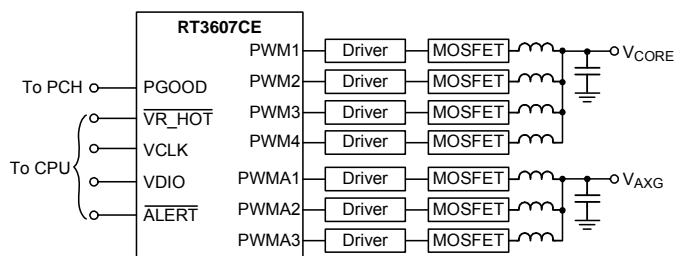 RT3607CE
PWM1 Driver MOSFET VCORE
To PCH PGOOD PWM2 Driver MOSFET
VR_HOT PWM3 Driver MOSFET
VCLK PWM4 Driver MOSFET
To CPU
VDIO PWMA1 Driver MOSFET VAXG
ALERT PWMA2 Driver MOSFET
PWMA3 Driver MOSFET